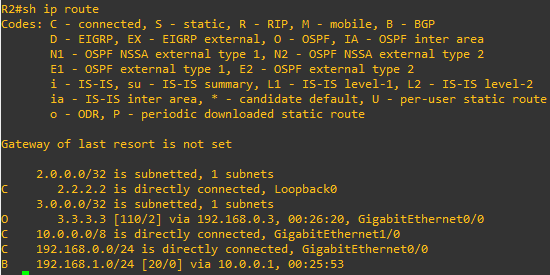 R2#sh ip route
Codes: C - connected, S - static, R - RIP, M - mobile, B - BGP
       D - EIGRP, EX - EIGRP external, O - OSPF, IA - OSPF inter area
       N1 - OSPF NSSA external type 1, N2 - OSPF NSSA external type 2
       E1 - OSPF external type 1, E2 - OSPF external type 2
       i - IS-IS, su - IS-IS summary, L1 - IS-IS level-1, L2 - IS-IS level-2
       ia - IS-IS inter area, * - candidate default, U - per-user static route
       o - ODR, P - periodic downloaded static route
Gateway of last resort is not set
     2.0.0.0/32 is subnetted, 1 subnets
C       2.2.2.2 is directly connected, Loopback0
     3.0.0.0/32 is subnetted, 1 subnets
O       3.3.3.3 [110/2] via 192.168.0.3, 00:26:20, GigabitEthernet0/0
C    10.0.0.0/8 is directly connected, GigabitEthernet1/0
C    192.168.0.0/24 is directly connected, GigabitEthernet0/0
B    192.168.1.0/24 [20/0] via 10.0.0.1, 00:25:53